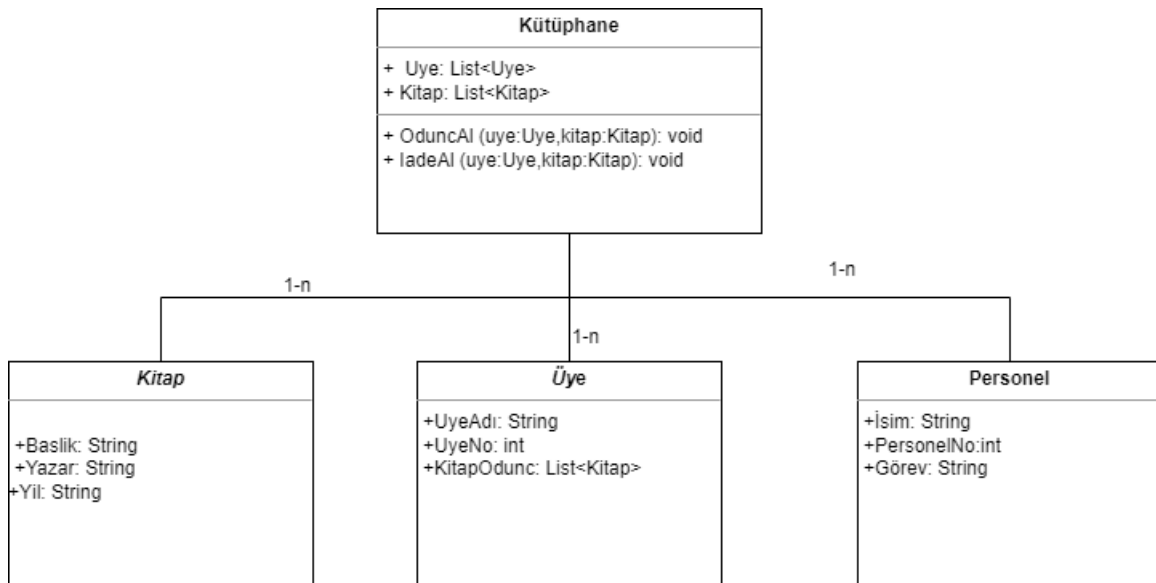 Kütüphane
+ Uye: List<Uye>
+ Kitap: List<Kitap>
+ OduncAl (uye:Uye,kitap:Kitap): void
+ IadeAl (uye:Uye,kitap:Kitap): void
1-n
1-n
1-n
Kitap
+Baslik: String
+Yazar: String
+Yil: String
Üye
+UyeAdı: String
+UyeNo: int
+KitapOdunc: List<Kitap>
Personel
+İsim: String
+PersonelNo:int
+Görev: String